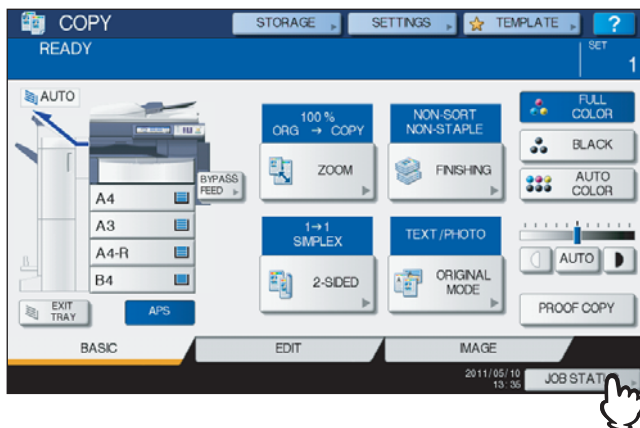 COPY
STORAGE
SETTINGS
TEMPLATE
?
READY
SET
1
AUTO
BYPASS
FEED
A4
A3
A4-R
B4
EXIT
TRAY
APS
100 %
ORG → COPY
ZOOM
NON-SORT
NON-STAPLE
FINISHING
1→1
SIMPLEX
2-SIDED
TEXT/PHOTO
ORIGINAL
MODE
FULL
COLOR
BLACK
AUTO
COLOR
AUTO
PROOF COPY
BASIC
EDIT
IMAGE
2011/05/10
13:35
JOB STAT